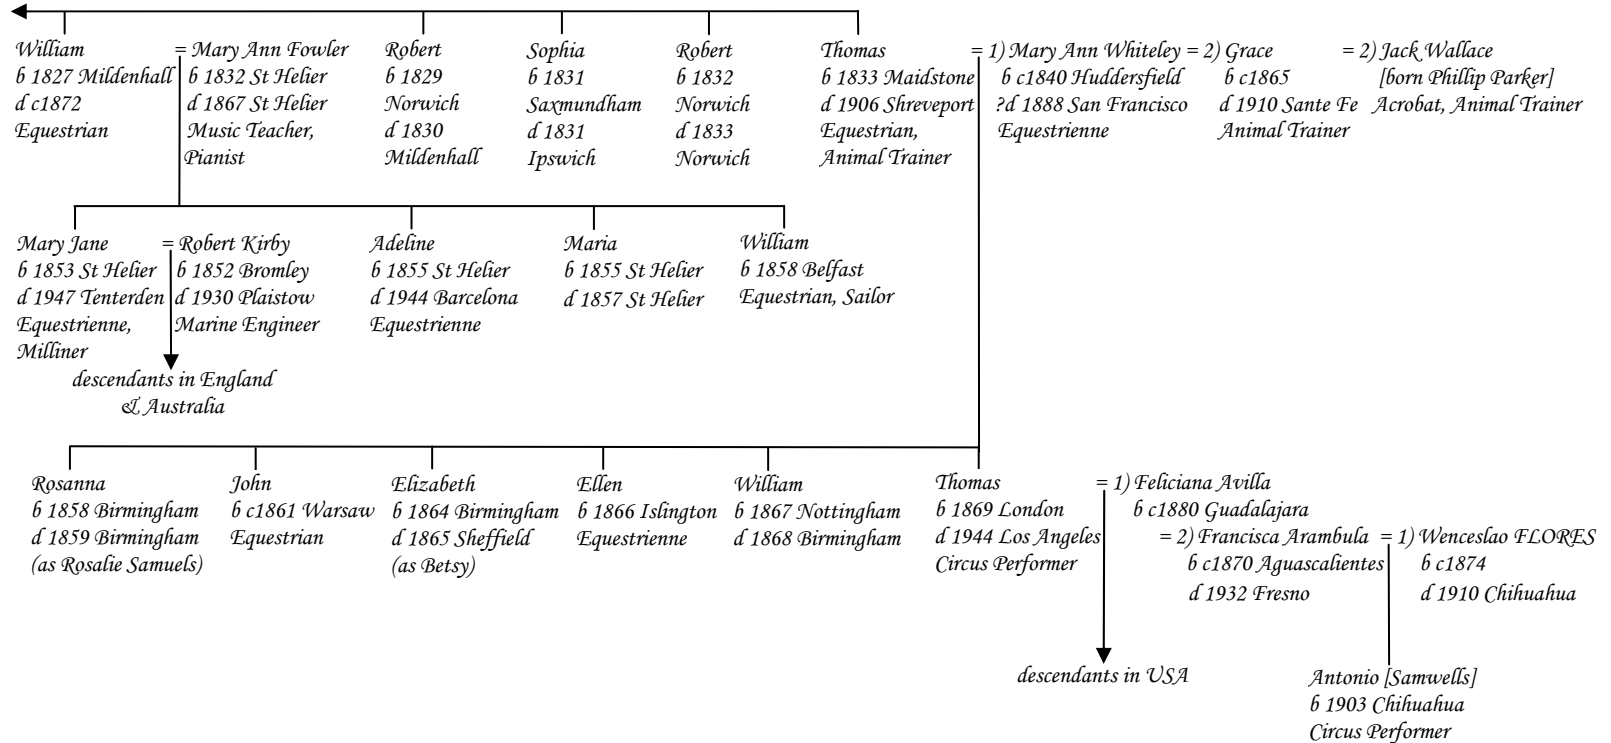 William
b 1827 Mildenhall
d c1872
Equestrian
= Mary Ann Fowler
b 1832 St Helier
d 1867 St Helier
Music Teacher,
Pianist
Robert
b 1829
Norwich
d 1830
Mildenhall
Sophia
b 1831
Saxmundham
d 1831
Ipswich
Robert
b 1832
Norwich
d 1833
Norwich
Thomas
b 1833 Maidstone
d 1906 Shreveport
Equestrian,
Animal Trainer
= 1) Mary Ann Whiteley
b c1840 Huddersfield
?d 1888 San Francisco
Equestrienne
= 2) Grace
b c1865
d 1910 Sante Fe
Animal Trainer
= 2) Jack Wallace
[born Phillip Parker]
Acrobat, Animal Trainer
Mary Jane
b 1853 St Helier
d 1947 Tenterden
Equestrienne,
Milliner
= Robert Kirby
b 1852 Bromley
d 1930 Plaistow
Marine Engineer
descendants in England
& Australia
Adeline
b 1855 St Helier
d 1944 Barcelona
Equestrienne
Maria
b 1855 St Helier
d 1857 St Helier
William
b 1858 Belfast
Equestrian, Sailor
Rosanna
b 1858 Birmingham
d 1859 Birmingham
(as Rosalie Samuels)
John
b c1861 Warsaw
Equestrian
Elizabeth
b 1864 Birmingham
d 1865 Sheffield
(as Betsy)
Ellen
b 1866 Islington
Equestrienne
William
b 1867 Nottingham
d 1868 Birmingham
Thomas
b 1869 London
d 1944 Los Angeles
Circus Performer
= 1) Feliciana Avilla
b c1880 Guadalajara
= 2) Francisca Arambula
b c1870 Aguascalientes
d 1932 Fresno
= 1) Wenceslao FLORES
b c1874
d 1910 Chihuahua
descendants in USA
Antonio [Samwells]
b 1903 Chihuahua
Circus Performer